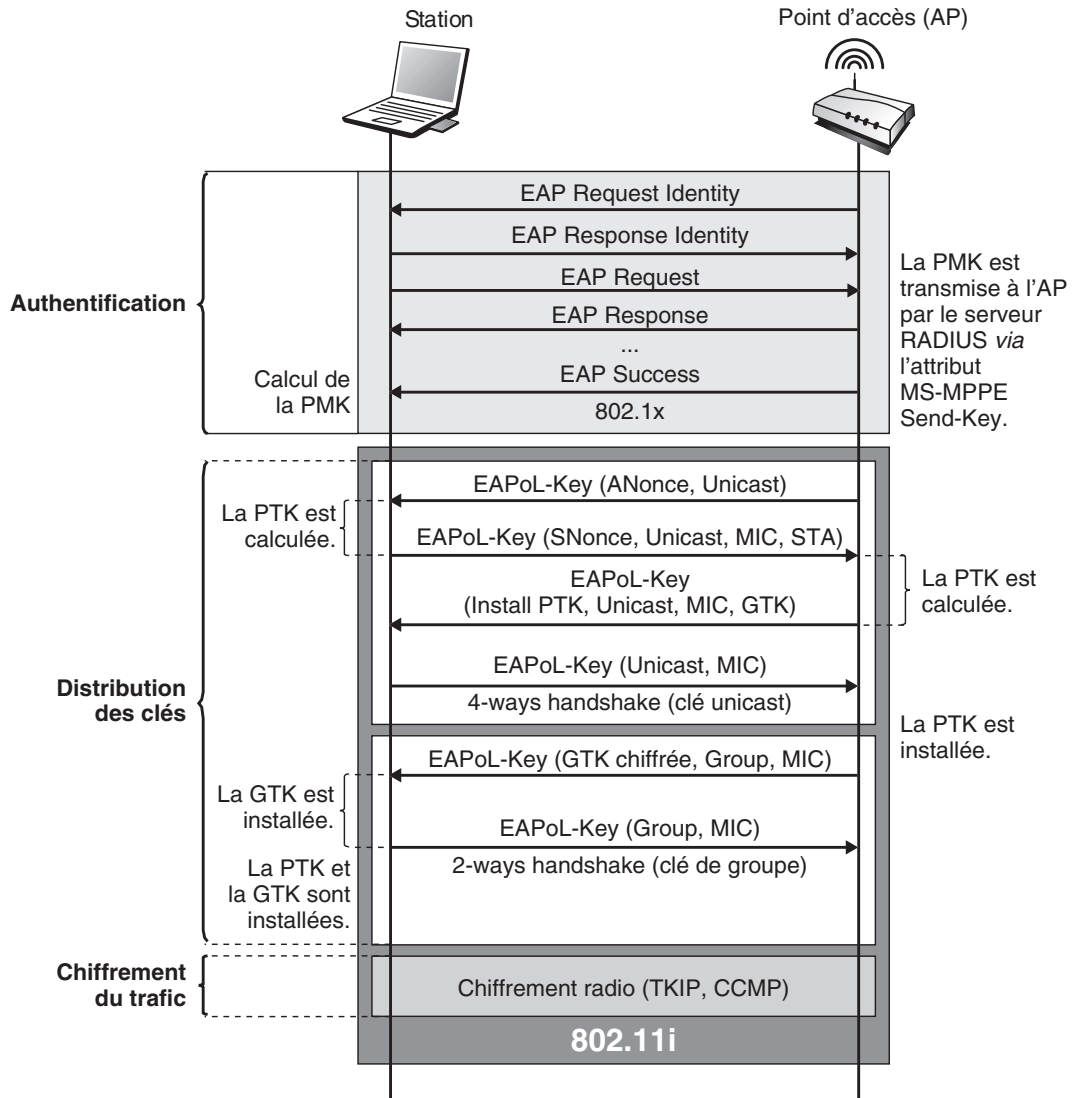 Station
Point d'accès (AP)
EAP Request Identity
EAP Response Identity
EAP Request
EAP Response
...
EAP Success
802.1x
Authentification
Calcul de
la PMK
La PMK est
transmise à l'AP
par le serveur
RADIUS via
l'attribut
MS-MPPE
Send-Key.
EAPoL-Key (ANonce, Unicast)
La PTK est
calculée.
EAPoL-Key (SNonce, Unicast, MIC, STA)
EAPoL-Key
(Install PTK, Unicast, MIC, GTK)
La PTK est
calculée.
EAPoL-Key (Unicast, MIC)
4-ways handshake (clé unicast)
Distribution
des clés
La PTK est
installée.
EAPoL-Key (GTK chiffrée, Group, MIC)
La GTK est
installée.
EAPoL-Key (Group, MIC)
2-ways handshake (clé de groupe)
La PTK et
la GTK sont
installées.
Chiffrement
du trafic
Chiffrement radio (TKIP, CCMP)
802.11i